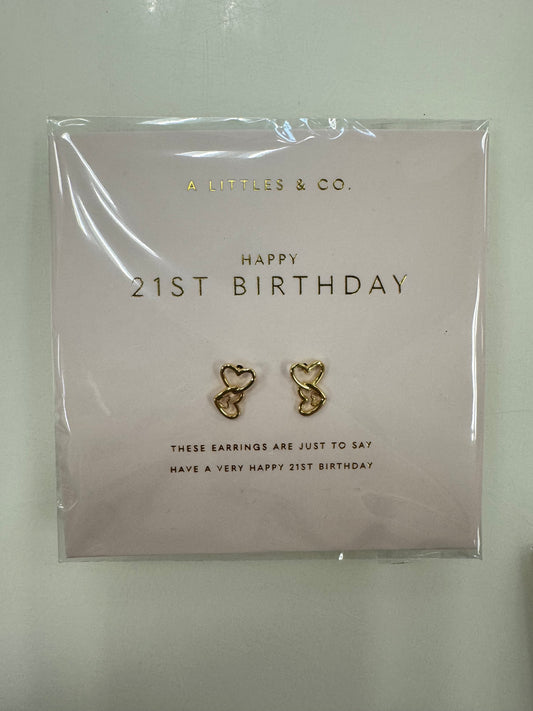 A LITTLES & CO.
HAPPY
21ST BIRTHDAY
THESE EARRINGS ARE JUST TO SAY
HAVE A VERY HAPPY 21ST BIRTHDAY